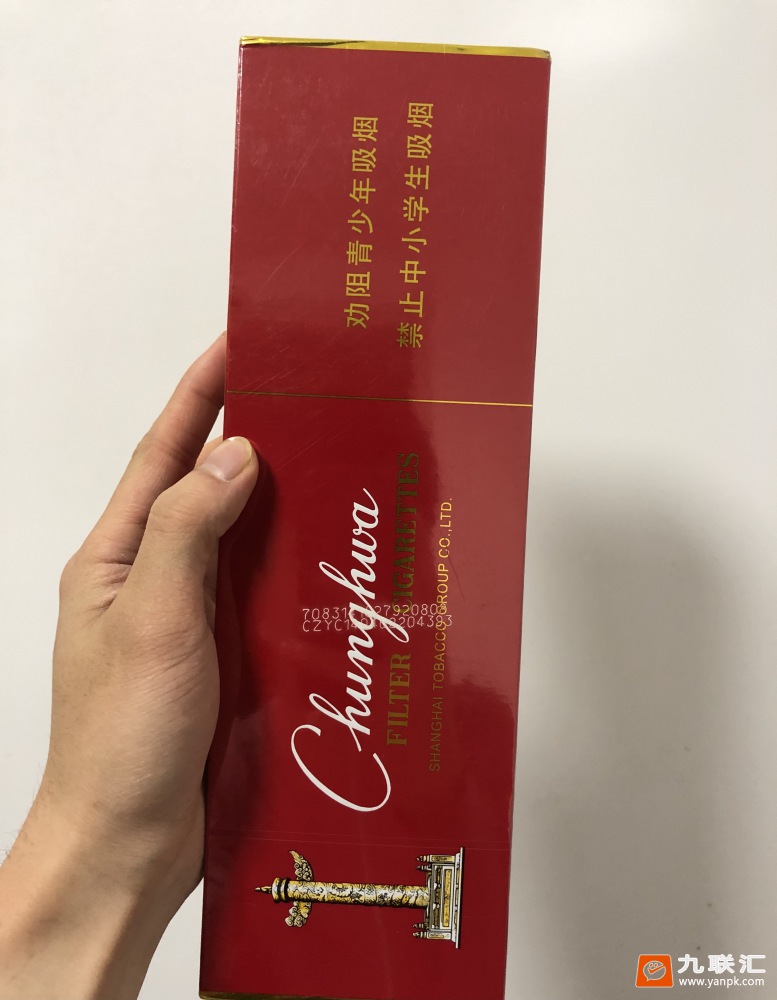 劝阻青少年吸烟
禁止中小学生吸烟
Chunghwa
FILTER CIGARETTES
SHANGHAI TOBACCO GROUP CO.,LTD.
九联汇
www.yanpk.com